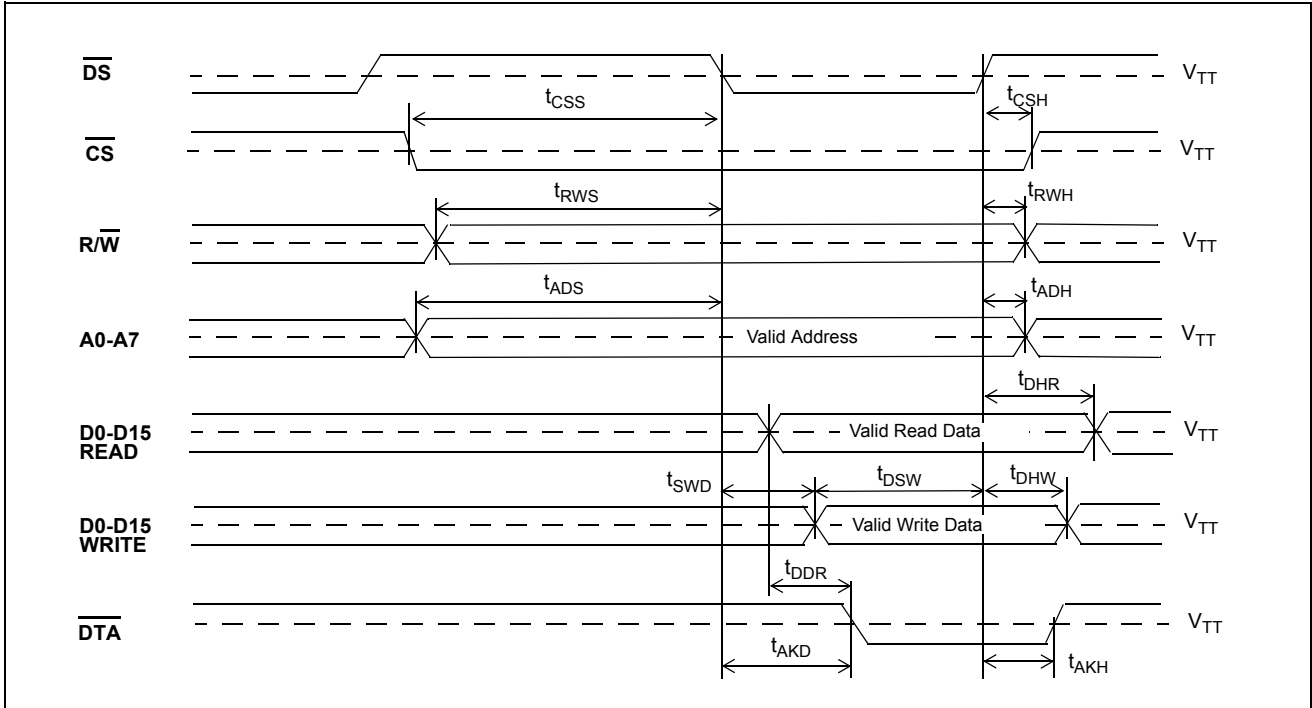 DS VTT
tCSS tCSH
CS VTT
tRWS tRWH
R/W VTT
tADS tADH
A0-A7 Valid Address VTT
tDHR
D0-D15
READ Valid Read Data VTT
tSWD tDSW tDHW
D0-D15
WRITE Valid Write Data VTT
tDDR
DTA VTT
tAKD tAKH